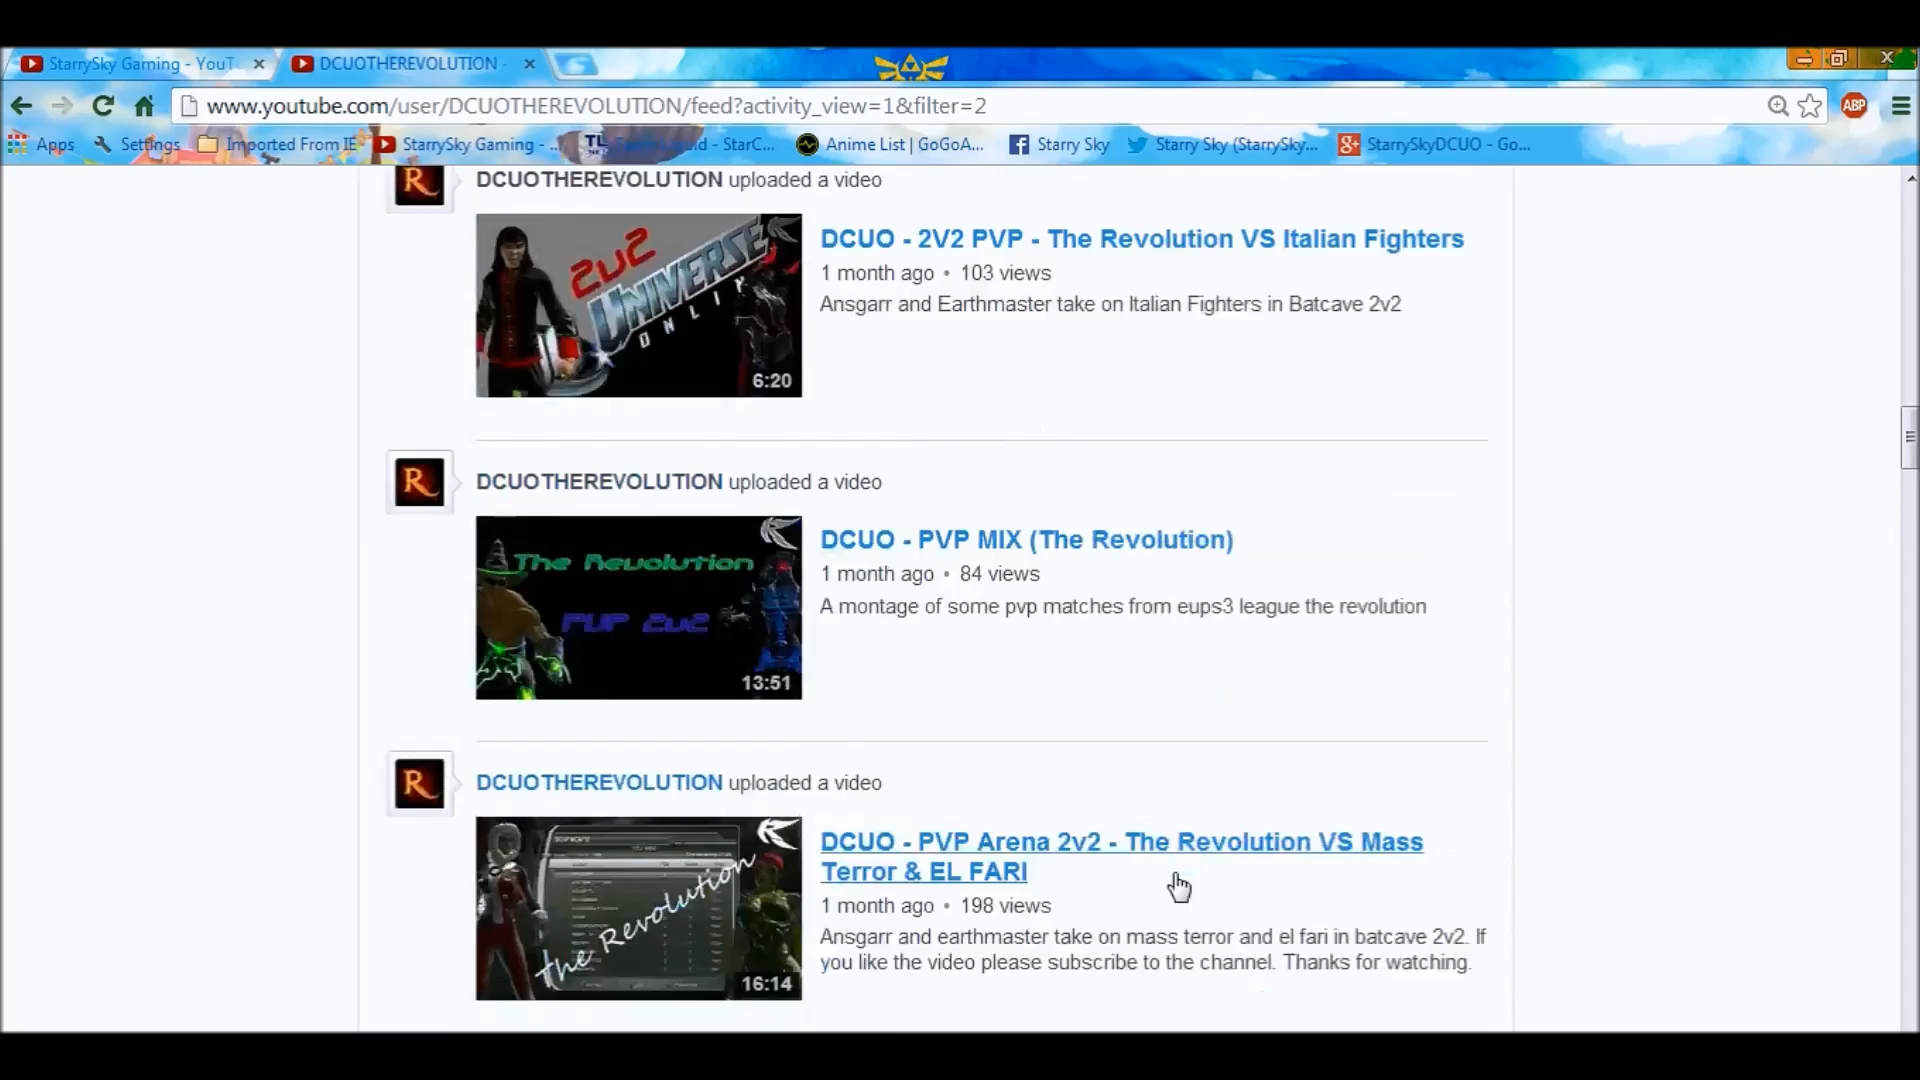 StarrySky Gaming - YouT
DCUOTHEREVOLUTION -
www.youtube.com/user/DCUOTHEREVOLUTION/feed?activity_view=1&filter=2
ABP
Apps
Settings
Imported From IE
StarrySky Gaming - ...
TL
Liquid - StarC...
Anime List | GoGoA...
Starry Sky
Starry Sky (StarrySky...
StarrySkyDCUO - Go...
R
DCUOTHEREVOLUTION uploaded a video
2v2
UNIVERSE
ONLIN
6:20
DCUO - 2V2 PVP - The Revolution VS Italian Fighters
1 month ago • 103 views
Ansgarr and Earthmaster take on Italian Fighters in Batcave 2v2
R
DCUOTHEREVOLUTION uploaded a video
The Revolution
PVP 2v2
13:51
DCUO - PVP MIX (The Revolution)
1 month ago • 84 views
A montage of some pvp matches from eups3 league the revolution
R
DCUOTHEREVOLUTION uploaded a video
the Revolution
16:14
DCUO - PVP Arena 2v2 - The Revolution VS Mass
Terror & EL FARI
1 month ago • 198 views
Ansgarr and earthmaster take on mass terror and el fari in batcave 2v2. If
you like the video please subscribe to the channel. Thanks for watching.